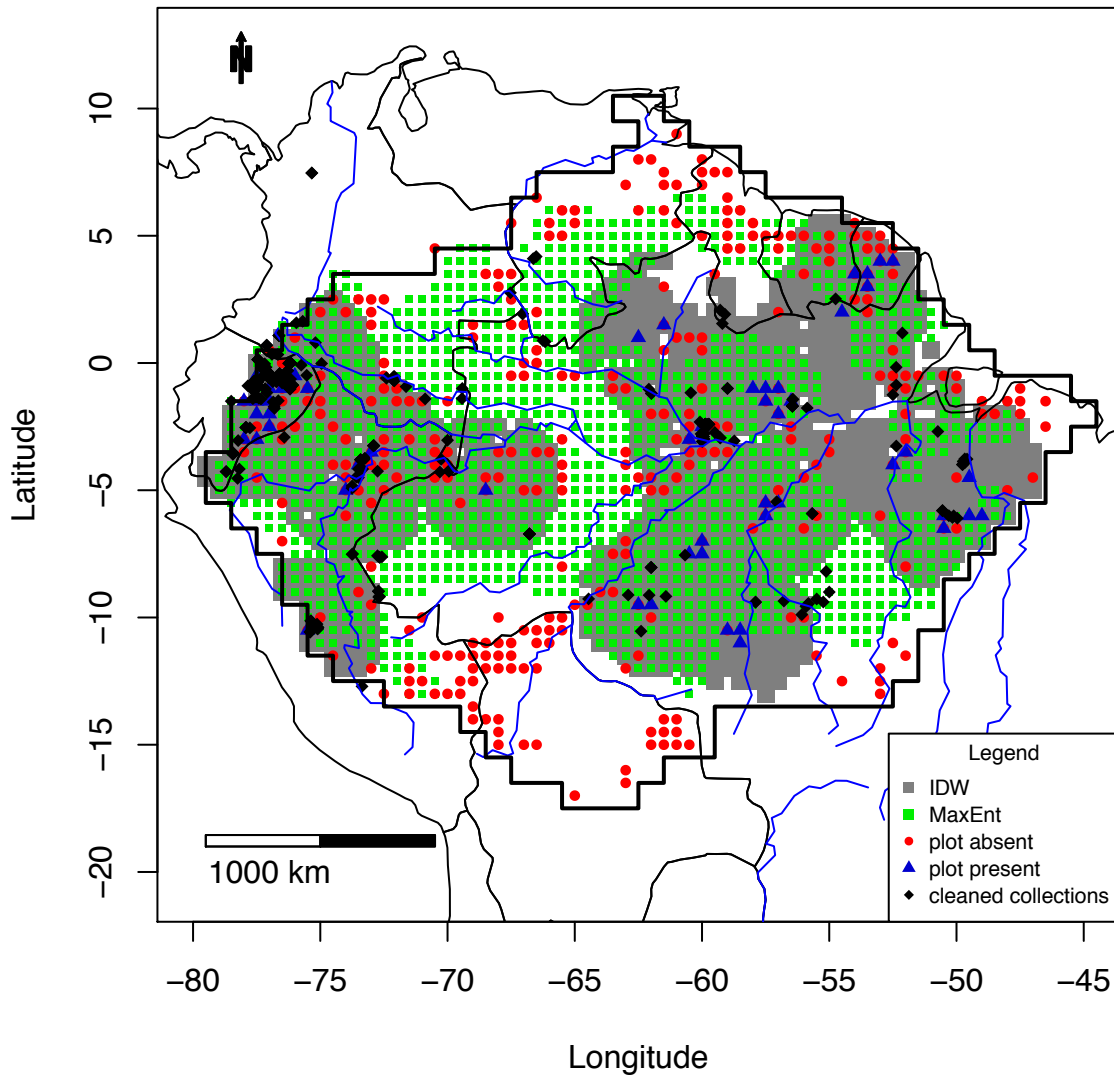 N
10
5
0
−5
−10
−15
−20
Latitude
1000 km
Legend
IDW
MaxEnt
plot absent
plot present
cleaned collections
−80 −75 −70 −65 −60 −55 −50 −45
Longitude